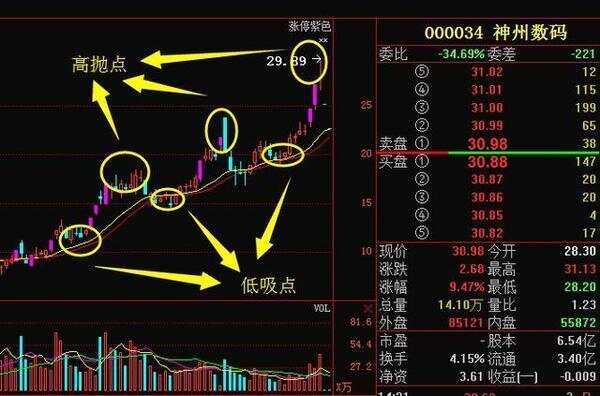 涨停紫色
××
29.89
高抛点
25
20
15
10
低吸点
VOL
81.6
54.4
27.2
X万
000034 神州数码
委比 -34.69% 委差 -221
⑤ 31.02 12
④ 31.01 115
③ 31.00 199
② 30.99 65
卖盘 ① 30.98 38
买盘 ① 30.88 147
② 30.87 20
③ 30.86 20
④ 30.85 4
⑤ 30.82 17
现价 30.98 今开 28.30
涨跌 2.68 最高 31.13
涨幅 9.47% 最低 28.20
总量 14.10万 量比 1.23
外盘 85121 内盘 55872
市盈 - 股本 6.54亿
换手 4.15% 流通 3.40亿
净资 3.61 收益(一) -0.009